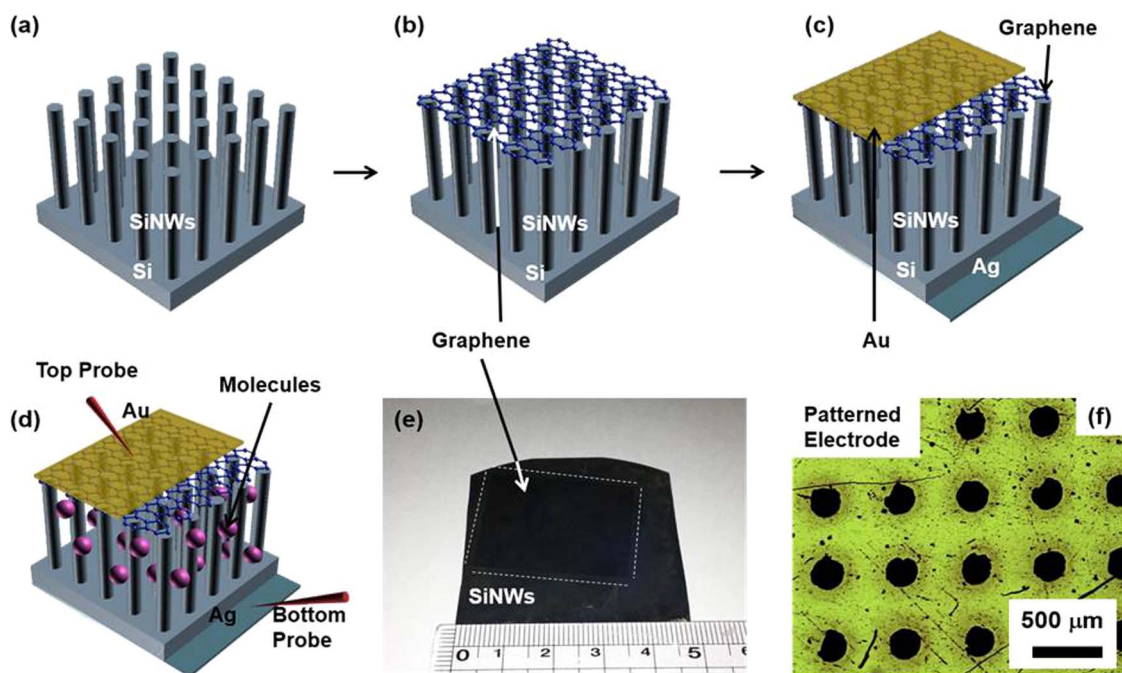 (a)
SiNWs
Si
(b)
SiNWs
Si
Graphene
(c)
Graphene
SiNWs
Si
Ag
Au
(d)
Top Probe
Au
Molecules
Ag
Bottom
Probe
(e)
SiNWs
0 1 2 3 4 5 6
Patterned
Electrode
(f)
500 μm